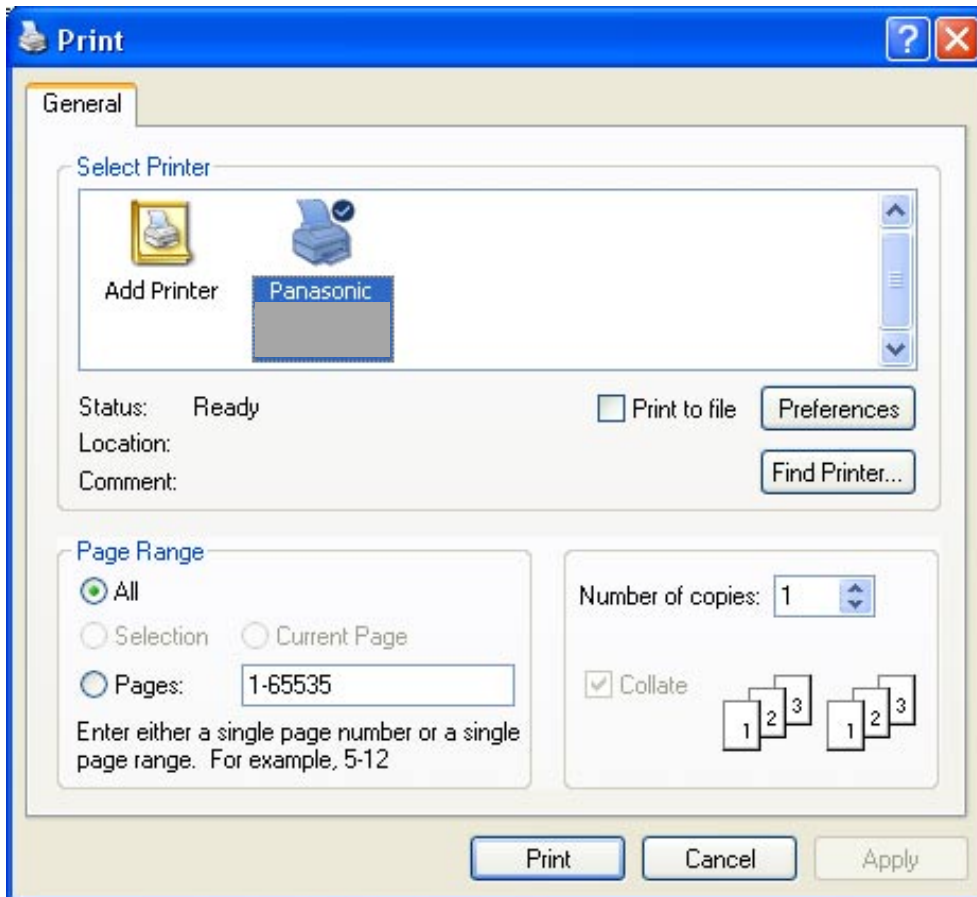 Print
General
Select Printer
Add Printer
Panasonic
Status: Ready
Print to file
Preferences
Location:
Comment:
Find Printer...
Page Range
All
Selection
Current Page
Pages: 1-65535
Enter either a single page number or a single
page range. For example, 5-12
Number of copies: 1
Collate
1 2 3 1 2 3
Print
Cancel
Apply